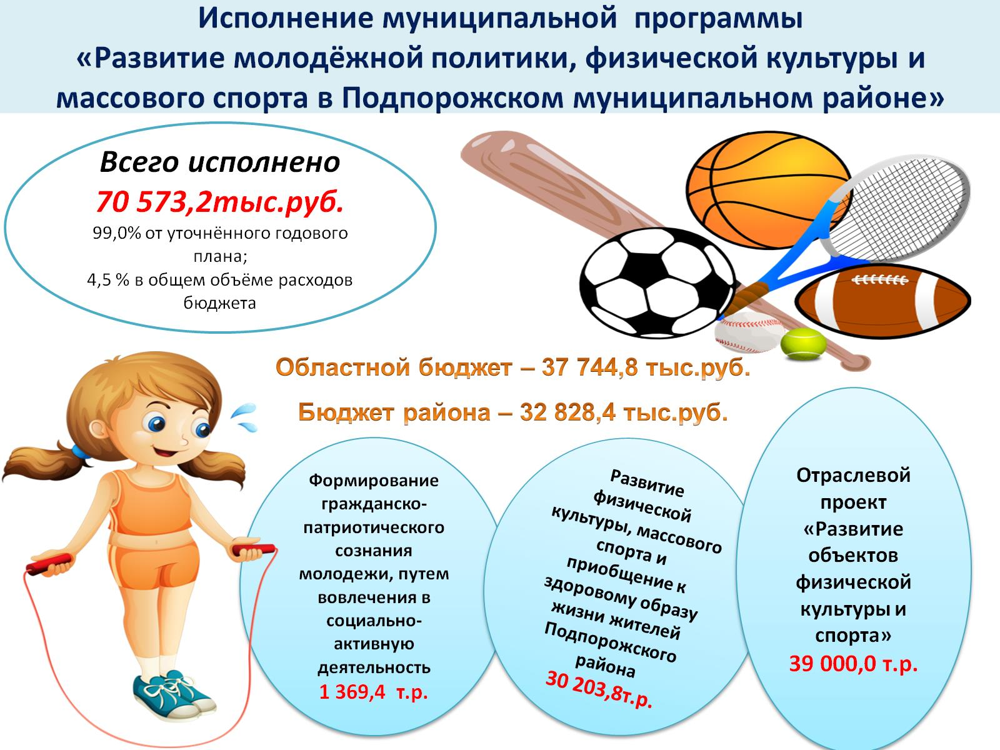 Исполнение муниципальной программы
«Развитие молодёжной политики, физической культуры и
массового спорта в Подпорожском муниципальном районе»
Всего исполнено
70 573,2тыс.руб.
99,0% от уточнённого годового
плана;
4,5 % в общем объёме расходов
бюджета
Областной бюджет – 37 744,8 тыс.руб.
Бюджет района – 32 828,4 тыс.руб.
Формирование
гражданско-
патриотического
сознания
молодежи, путем
вовлечения в
социально-
активную
деятельность
1 369,4 т.р.
Развитие
физической
культуры, массового
спорта и
приобщение к
здоровому образу
жизни жителей
Подпорожского
района
30 203,8т.р.
Отраслевой
проект
«Развитие
объектов
физической
культуры и
спорта»
39 000,0 т.р.